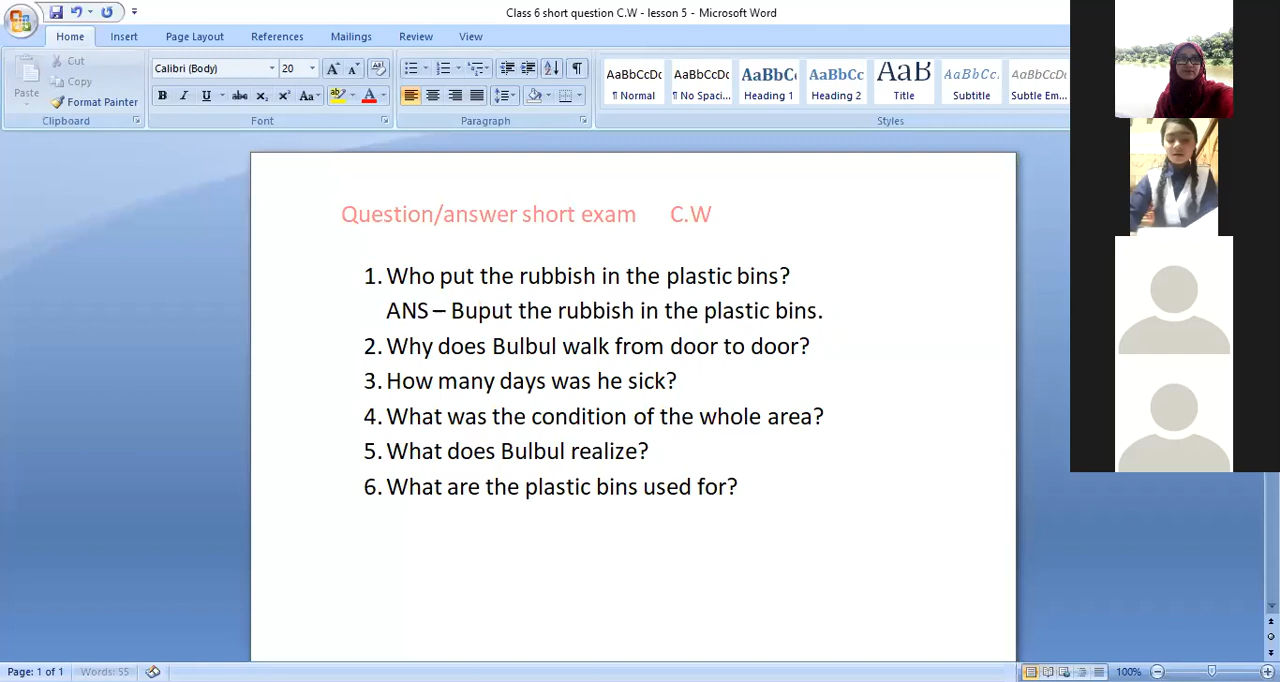 Class 6 short question C.W - lesson 5 - Microsoft Word
Home Insert Page Layout References Mailings Review View
Cut
Copy
Paste
Format Painter
Calibri (Body) 20
AaBbCcDc AaBbCcDc AaBbC AaBbCc AaB AaBbCc. AaBbCcDc
¶ Normal ¶ No Spaci... Heading 1 Heading 2 Title Subtitle Subtle Em...
Clipboard Font Paragraph Styles
Question/answer short exam C.W
1. Who put the rubbish in the plastic bins?
ANS – Buput the rubbish in the plastic bins.
2. Why does Bulbul walk from door to door?
3. How many days was he sick?
4. What was the condition of the whole area?
5. What does Bulbul realize?
6. What are the plastic bins used for?
Page: 1 of 1 Words: 55 100%